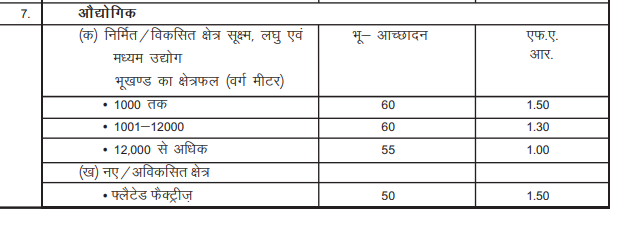 7. औद्योगिक
(क) निर्मित/विकसित क्षेत्र सूक्ष्म, लघु एवं भू– आच्छादन एफ.ए.
मध्यम उद्योग आर.
भूखण्ड का क्षेत्रफल (वर्ग मीटर)
• 1000 तक 60 1.50
• 1001–12000 60 1.30
• 12,000 से अधिक 55 1.00
(ख) नए/अविकसित क्षेत्र
• फ्लैटेड फैक्ट्रीज़ 50 1.50